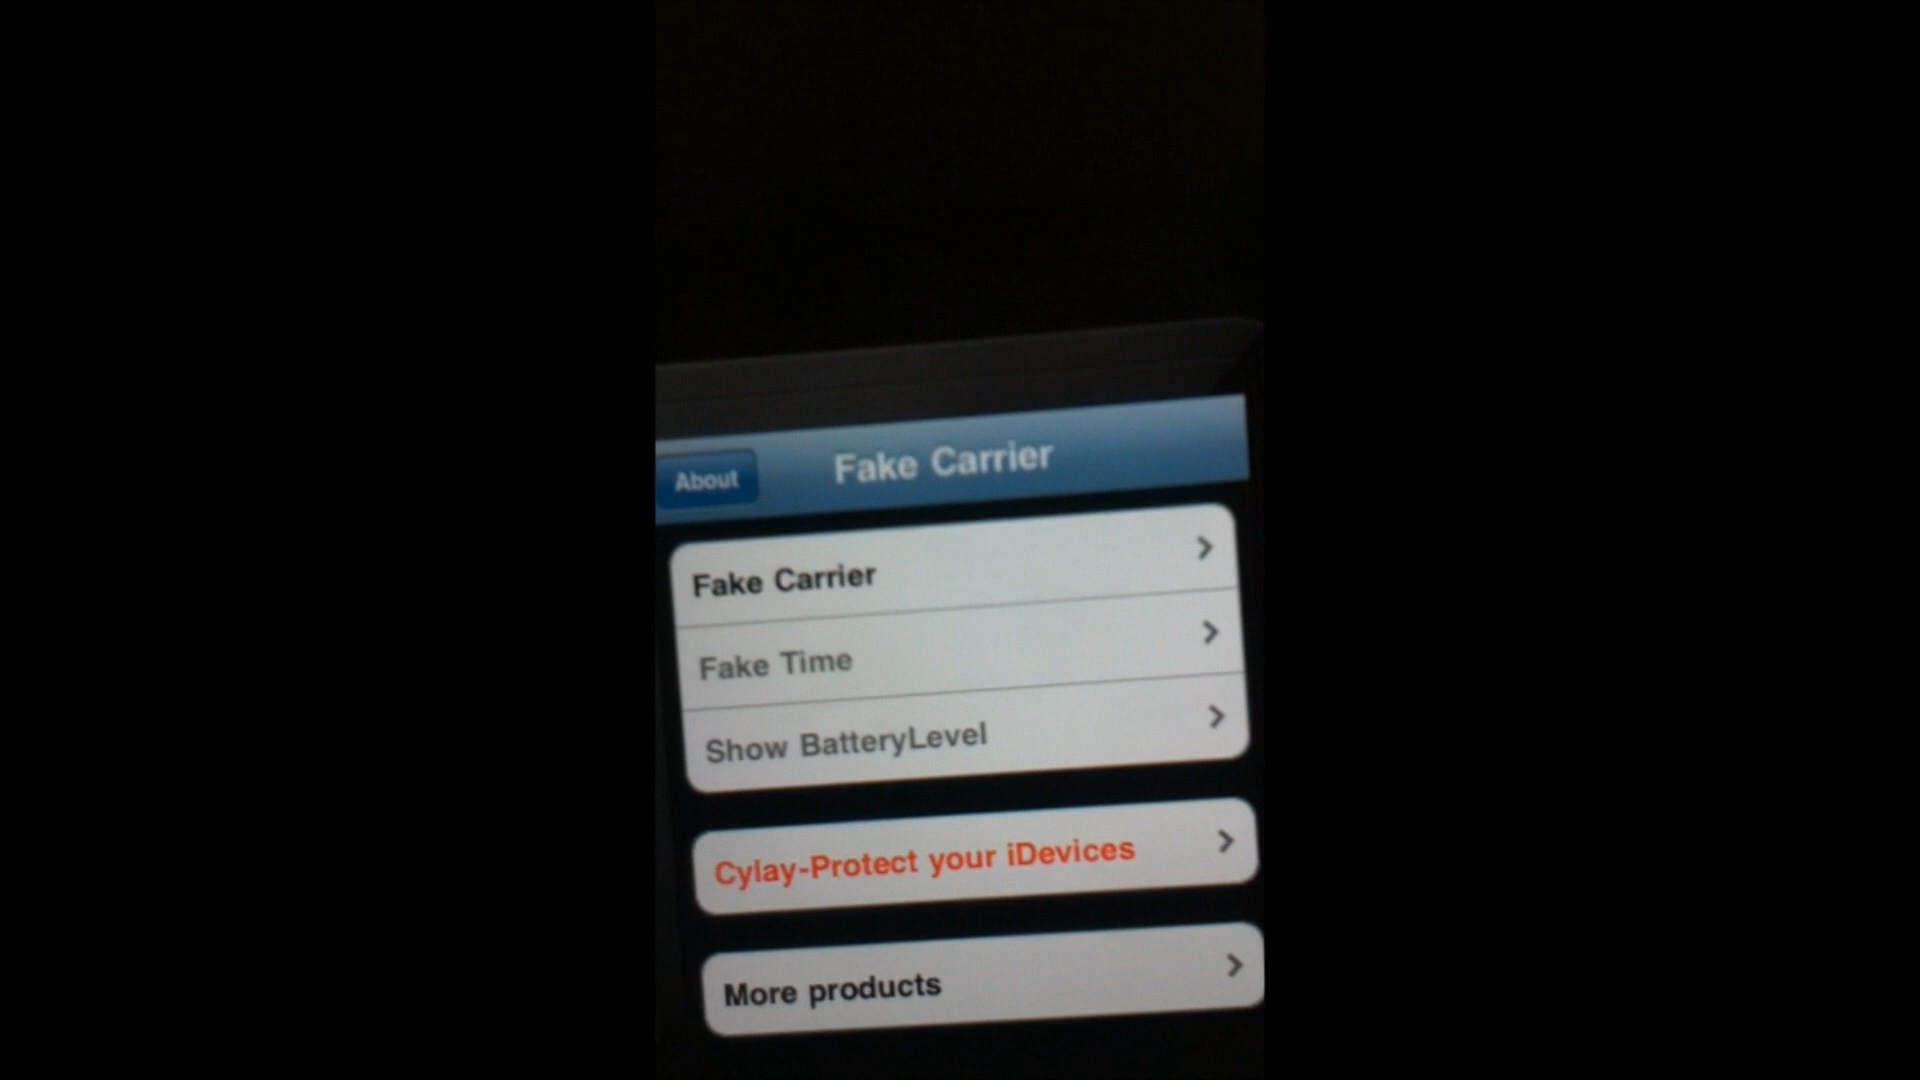 About
Fake Carrier
Fake Carrier
Fake Time
Show BatteryLevel
Cylay-Protect your iDevices
More products